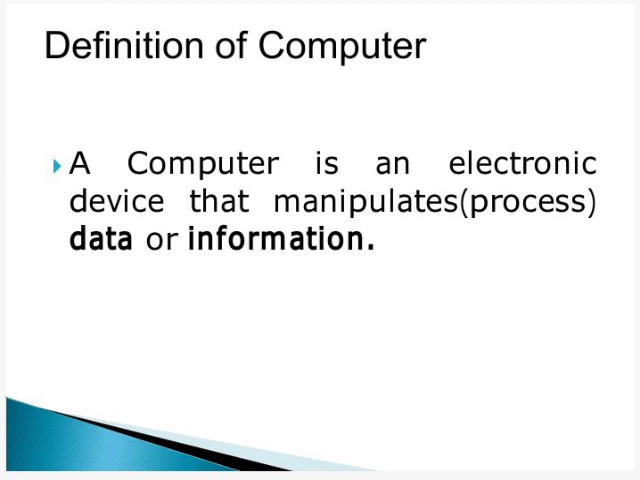 Definition of Computer
A Computer is an electronic
device that manipulates(process)
data or information.